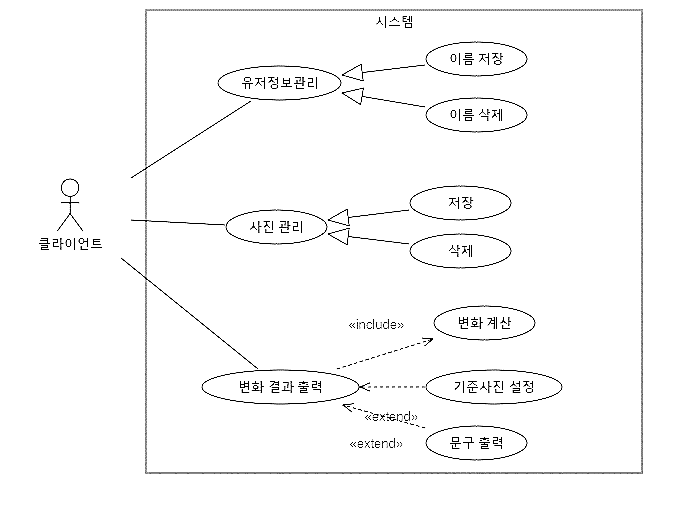 시스템
이름 저장
유저정보관리
이름 삭제
저장
사진 관리
클라이언트
삭제
«include»
변화 계산
변화 결과 출력
기준사진 설정
«extend»
«extend»
문구 출력